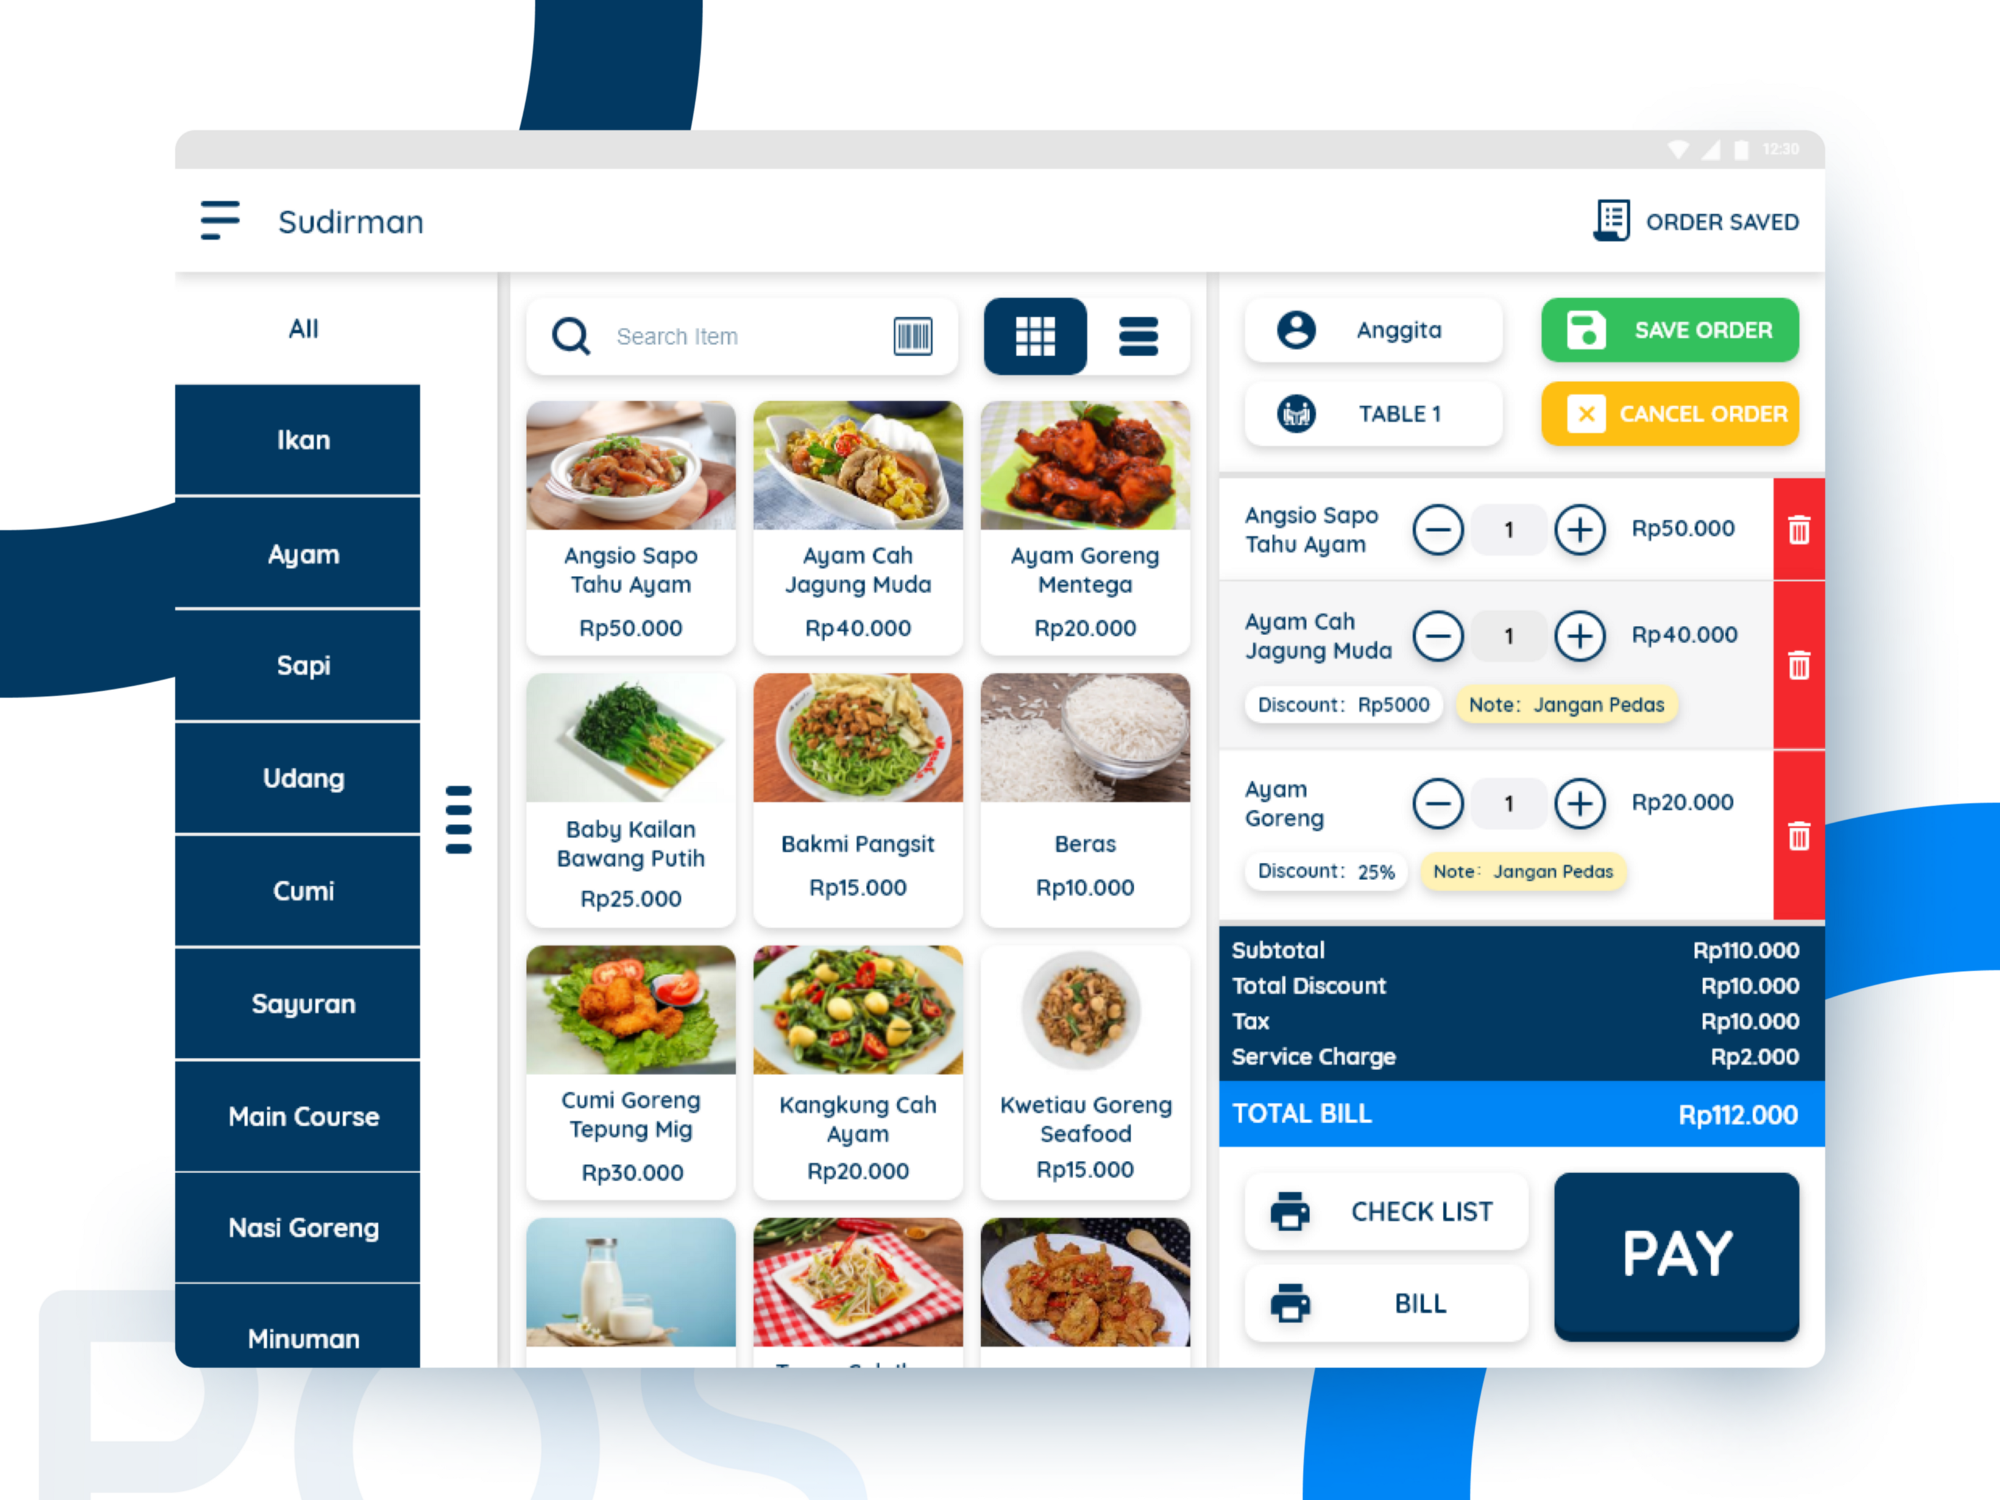 12:30
Sudirman
ORDER SAVED
All
Ikan
Ayam
Sapi
Udang
Cumi
Sayuran
Main Course
Nasi Goreng
Minuman
Search Item
Angsio Sapo
Tahu Ayam
Rp50.000
Ayam Cah
Jagung Muda
Rp40.000
Ayam Goreng
Mentega
Rp20.000
Baby Kailan
Bawang Putih
Rp25.000
Bakmi Pangsit
Rp15.000
Beras
Rp10.000
Cumi Goreng
Tepung Mig
Rp30.000
Kangkung Cah
Ayam
Rp20.000
Kwetiau Goreng
Seafood
Rp15.000
Anggita
SAVE ORDER
TABLE 1
CANCEL ORDER
Angsio Sapo
Tahu Ayam
1
Rp50.000
Ayam Cah
Jagung Muda
1
Rp40.000
Discount: Rp5000
Note: Jangan Pedas
Ayam
Goreng
1
Rp20.000
Discount: 25%
Note: Jangan Pedas
Subtotal Rp110.000
Total Discount Rp10.000
Tax Rp10.000
Service Charge Rp2.000
TOTAL BILL Rp112.000
CHECK LIST
BILL
PAY
POS